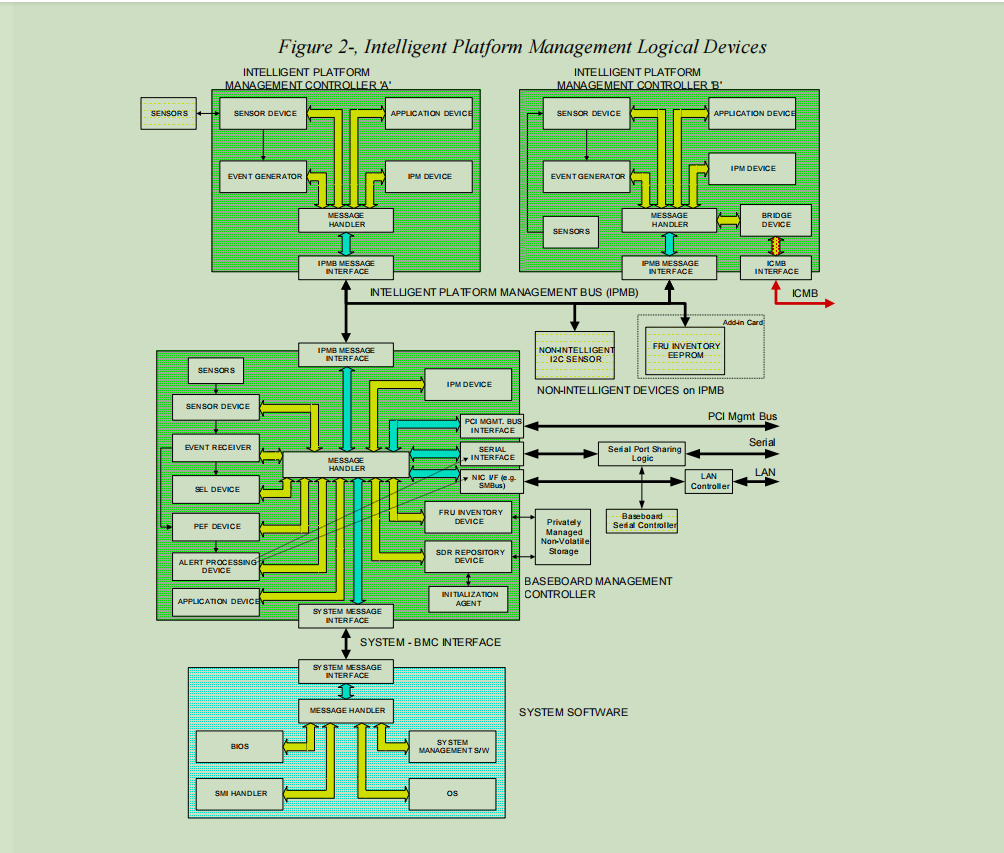 Figure 2-, Intelligent Platform Management Logical Devices
INTELLIGENT PLATFORM
MANAGEMENT CONTROLLER 'A'
INTELLIGENT PLATFORM
MANAGEMENT CONTROLLER 'B'
SENSORS
SENSOR DEVICE
APPLICATION DEVICE
EVENT GENERATOR
IPM DEVICE
MESSAGE
HANDLER
IPMB MESSAGE
INTERFACE
SENSOR DEVICE
APPLICATION DEVICE
EVENT GENERATOR
IPM DEVICE
SENSORS
MESSAGE
HANDLER
BRIDGE
DEVICE
IPMB MESSAGE
INTERFACE
ICMB
INTERFACE
INTELLIGENT PLATFORM MANAGEMENT BUS (IPMB)
ICMB
NON-INTELLIGENT
I2C SENSOR
Add-in Card
FRU INVENTORY
EEPROM
NON-INTELLIGENT DEVICES on IPMB
IPMB MESSAGE
INTERFACE
SENSORS
IPM DEVICE
SENSOR DEVICE
PCI MGMT. BUS
INTERFACE
PCI Mgmt Bus
EVENT RECEIVER
MESSAGE
HANDLER
SERIAL
INTERFACE
Serial Port Sharing
Logic
Serial
SEL DEVICE
NIC I/F (e.g.
SMBus)
LAN
Controller
LAN
PEF DEVICE
FRU INVENTORY
DEVICE
Privately
Managed
Non-Volatile
Storage
Baseboard
Serial Controller
ALERT PROCESSING
DEVICE
SDR REPOSITORY
DEVICE
APPLICATION DEVICE
INITIALIZATION
AGENT
BASEBOARD MANAGEMENT
CONTROLLER
SYSTEM MESSAGE
INTERFACE
SYSTEM - BMC INTERFACE
SYSTEM MESSAGE
INTERFACE
MESSAGE HANDLER
SYSTEM SOFTWARE
BIOS
SYSTEM
MANAGEMENT S/W
SMI HANDLER
OS